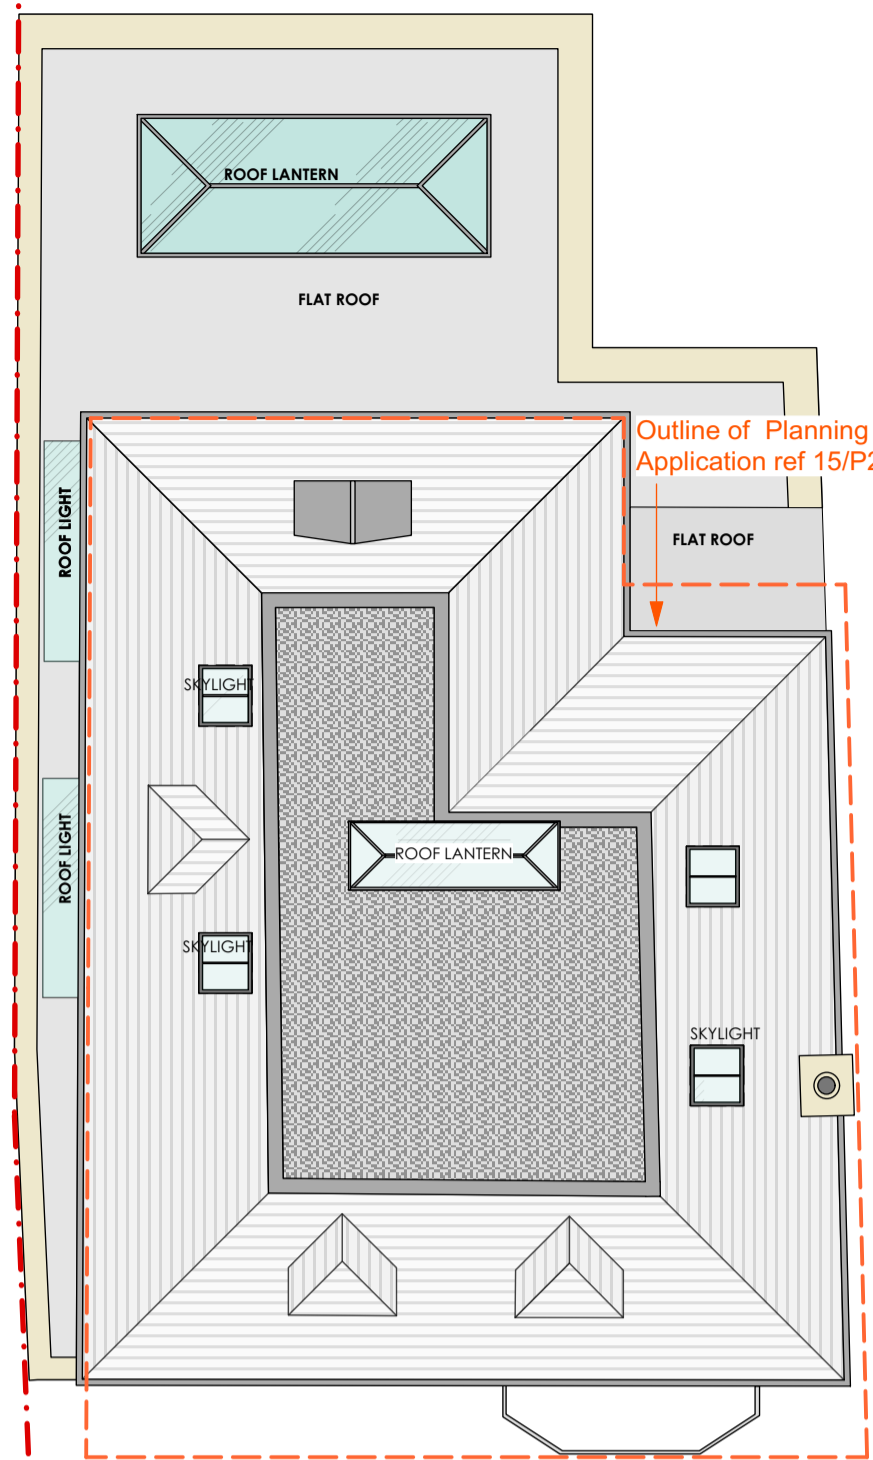 ROOF LANTERN
FLAT ROOF
Outline of Planning
Application ref 15/P2
ROOF LIGHT
FLAT ROOF
SKYLIGHT
ROOF LIGHT
ROOF LANTERN
SKYLIGHT
SKYLIGHT